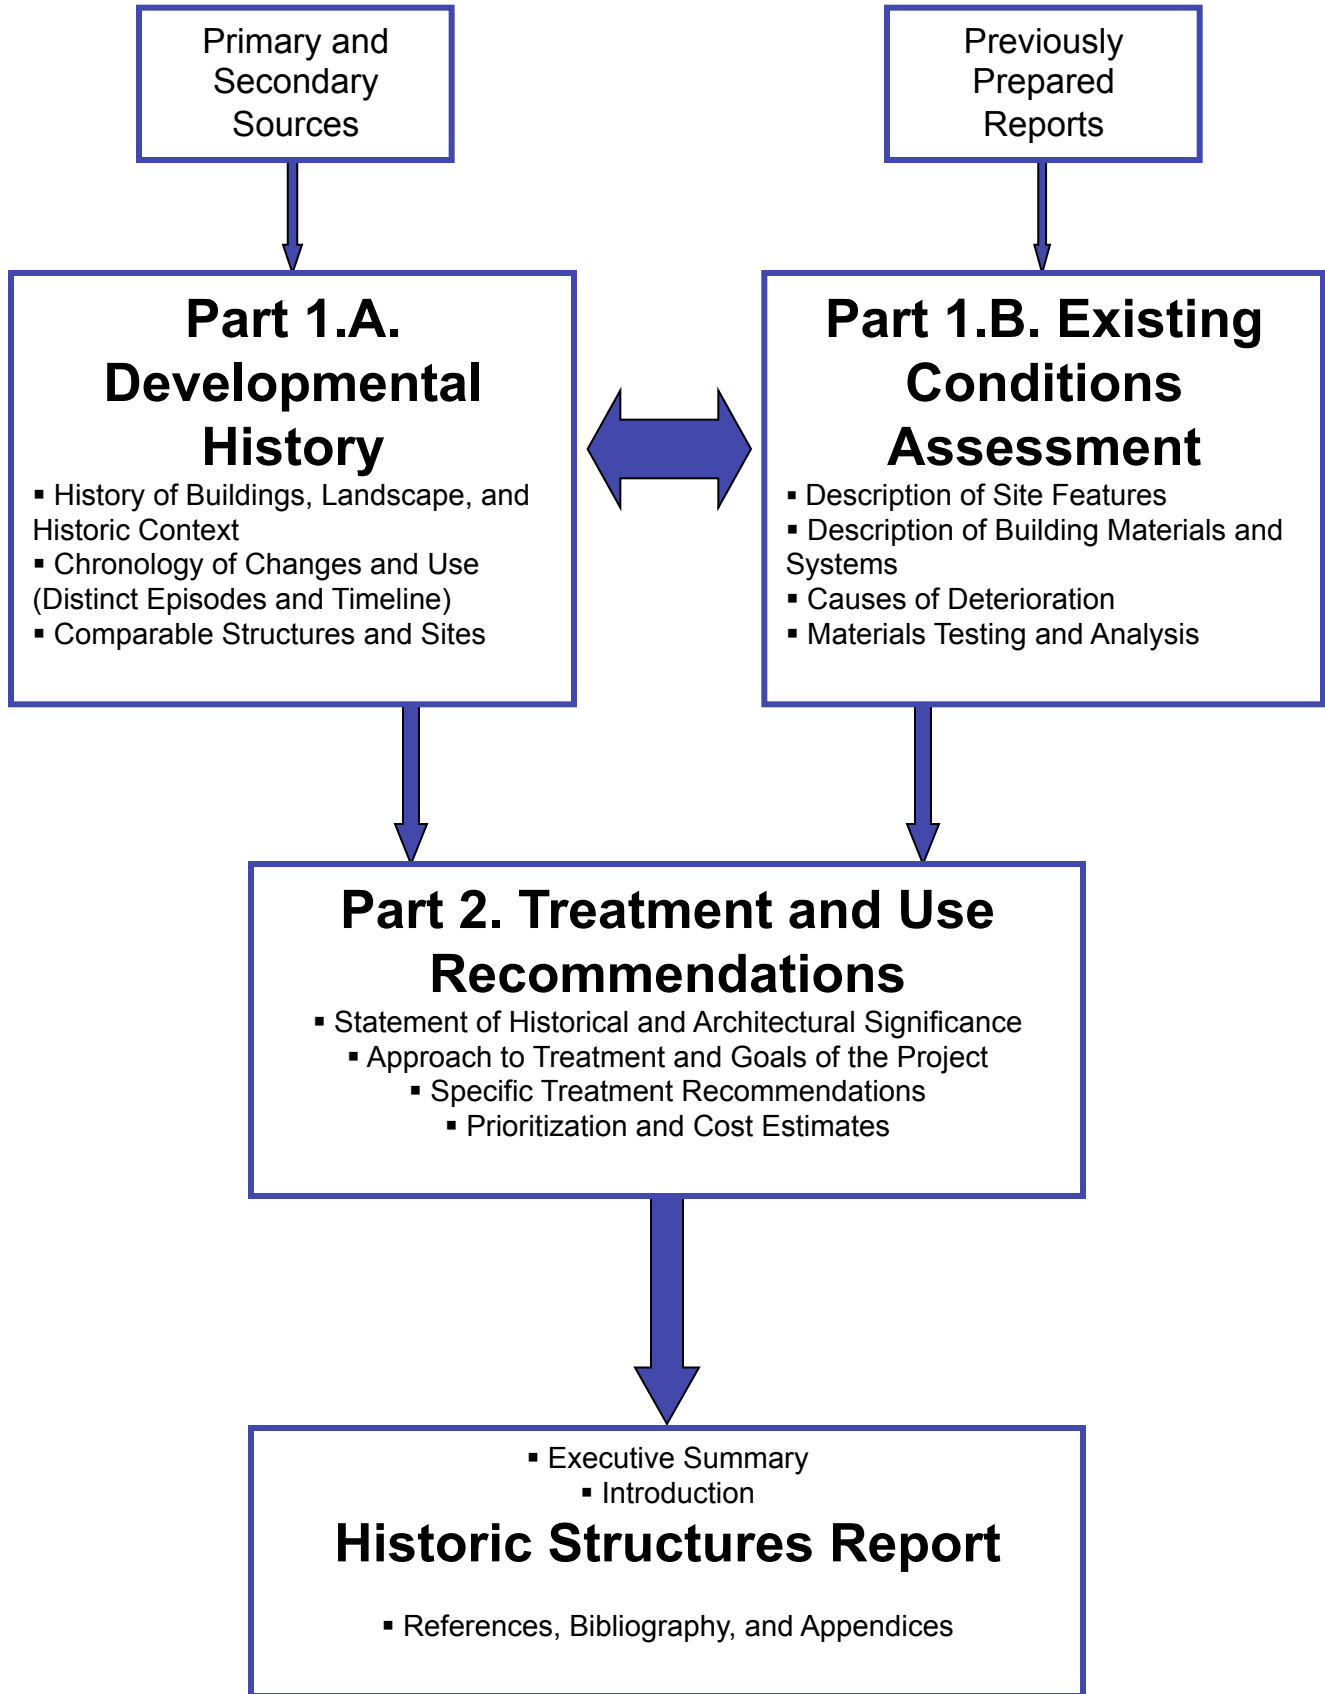 Primary and
Secondary
Sources
Previously
Prepared
Reports
Part 1.A.
Developmental
History
▪ History of Buildings, Landscape, and
Historic Context
▪ Chronology of Changes and Use
(Distinct Episodes and Timeline)
▪ Comparable Structures and Sites
Part 1.B. Existing
Conditions
Assessment
▪ Description of Site Features
▪ Description of Building Materials and
Systems
▪ Causes of Deterioration
▪ Materials Testing and Analysis
Part 2. Treatment and Use
Recommendations
▪ Statement of Historical and Architectural Significance
▪ Approach to Treatment and Goals of the Project
▪ Specific Treatment Recommendations
▪ Prioritization and Cost Estimates
▪ Executive Summary
▪ Introduction
Historic Structures Report
▪ References, Bibliography, and Appendices